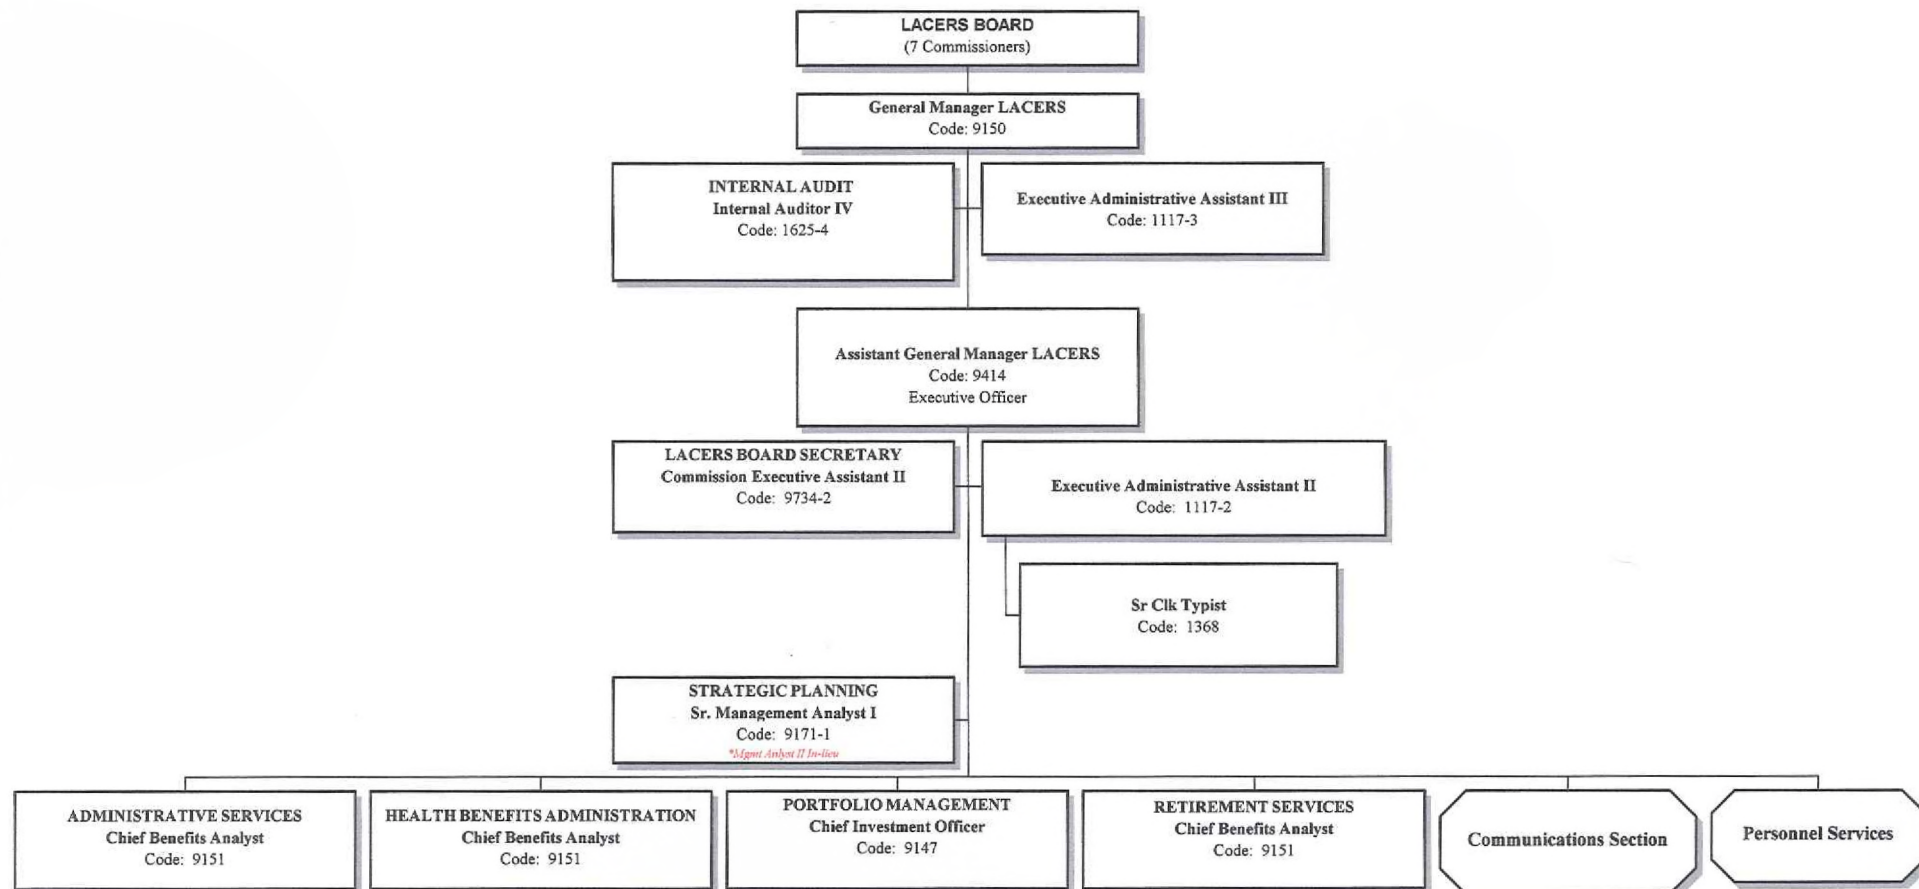 LACERS BOARD
(7 Commissioners)
General Manager LACERS
Code: 9150
INTERNAL AUDIT
Internal Auditor IV
Code: 1625-4
Executive Administrative Assistant III
Code: 1117-3
Assistant General Manager LACERS
Code: 9414
Executive Officer
LACERS BOARD SECRETARY
Commission Executive Assistant II
Code: 9734-2
Executive Administrative Assistant II
Code: 1117-2
Sr Clk Typist
Code: 1368
STRATEGIC PLANNING
Sr. Management Analyst I
Code: 9171-1
*Mgmt Anlyst II In-lieu
ADMINISTRATIVE SERVICES
Chief Benefits Analyst
Code: 9151
HEALTH BENEFITS ADMINISTRATION
Chief Benefits Analyst
Code: 9151
PORTFOLIO MANAGEMENT
Chief Investment Officer
Code: 9147
RETIREMENT SERVICES
Chief Benefits Analyst
Code: 9151
Communications Section
Personnel Services